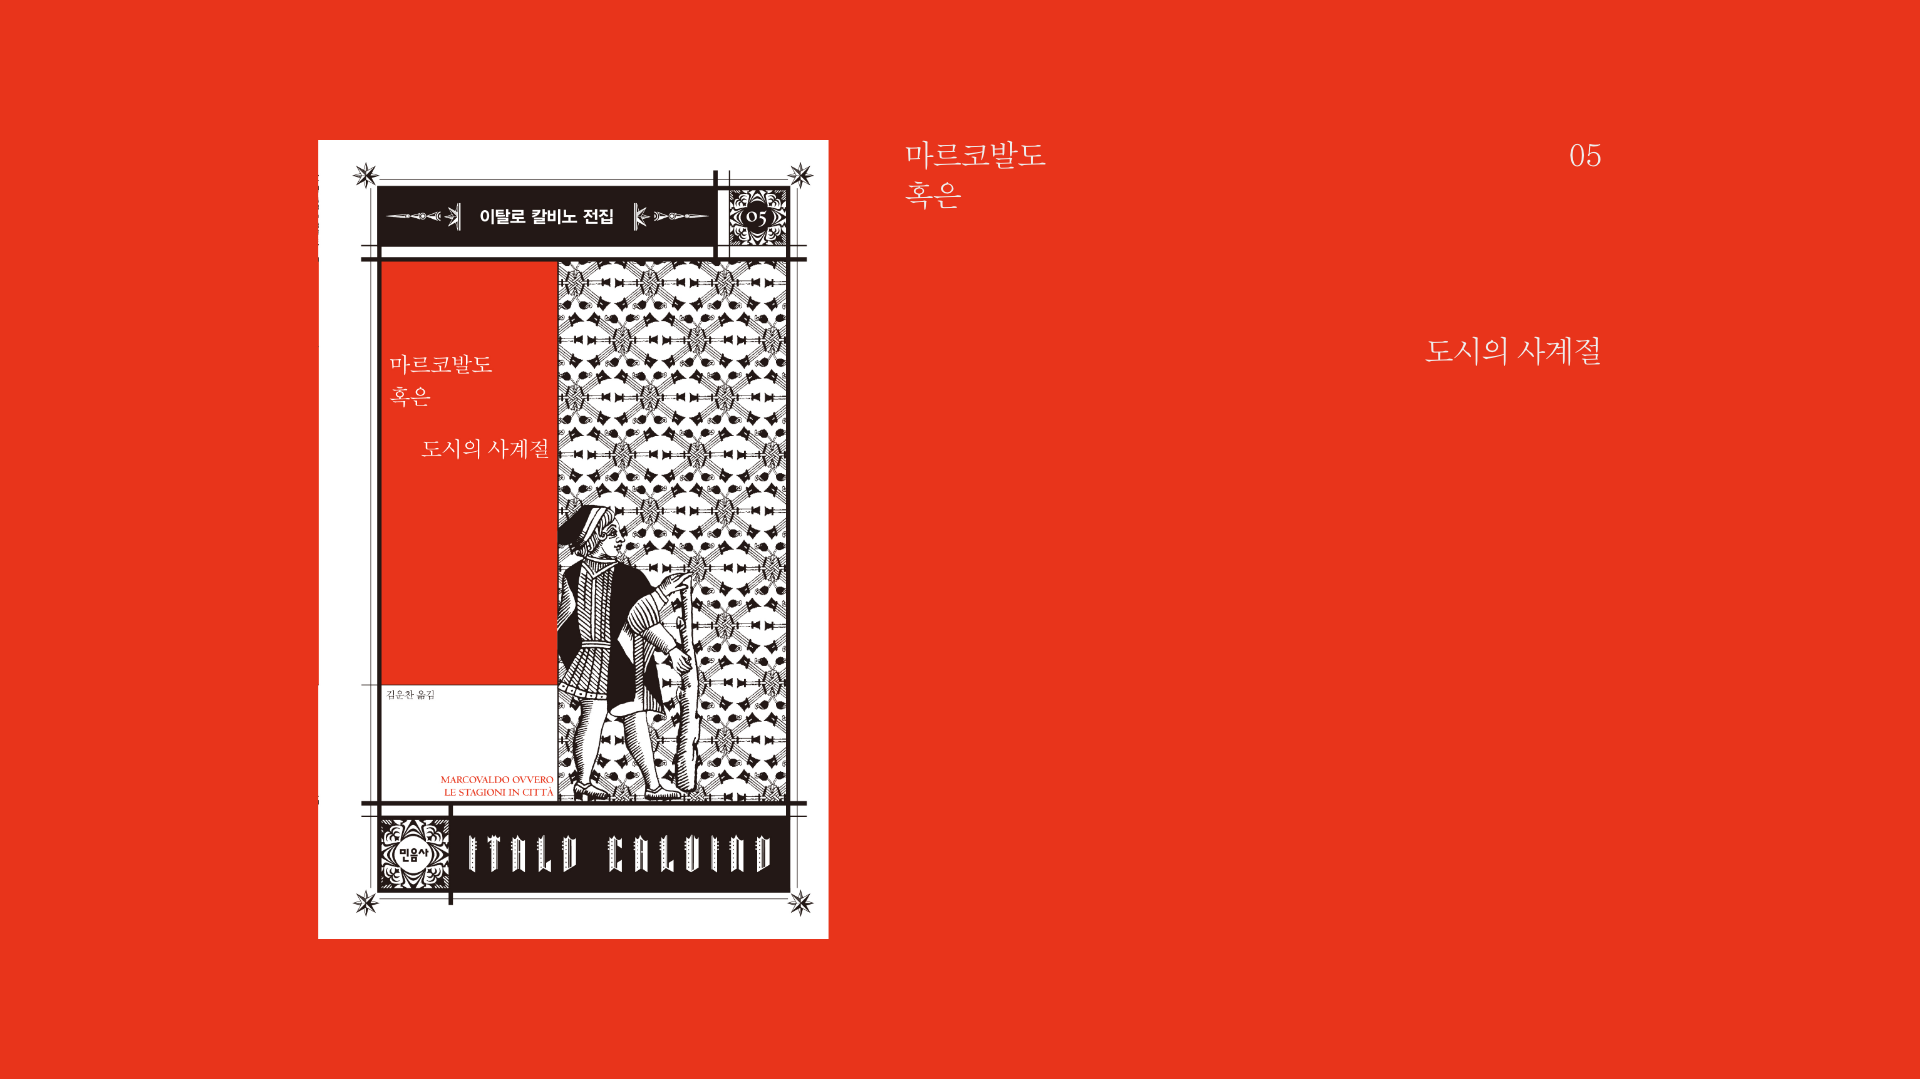 이탈로 칼비노 전집
05
마르코발도
혹은
도시의 사계절
김운찬 옮김
MARCOVALDO OVVERO
LE STAGIONI IN CITTÀ
민음사
ITALO CALVINO
마르코발도
혹은
05
도시의 사계절